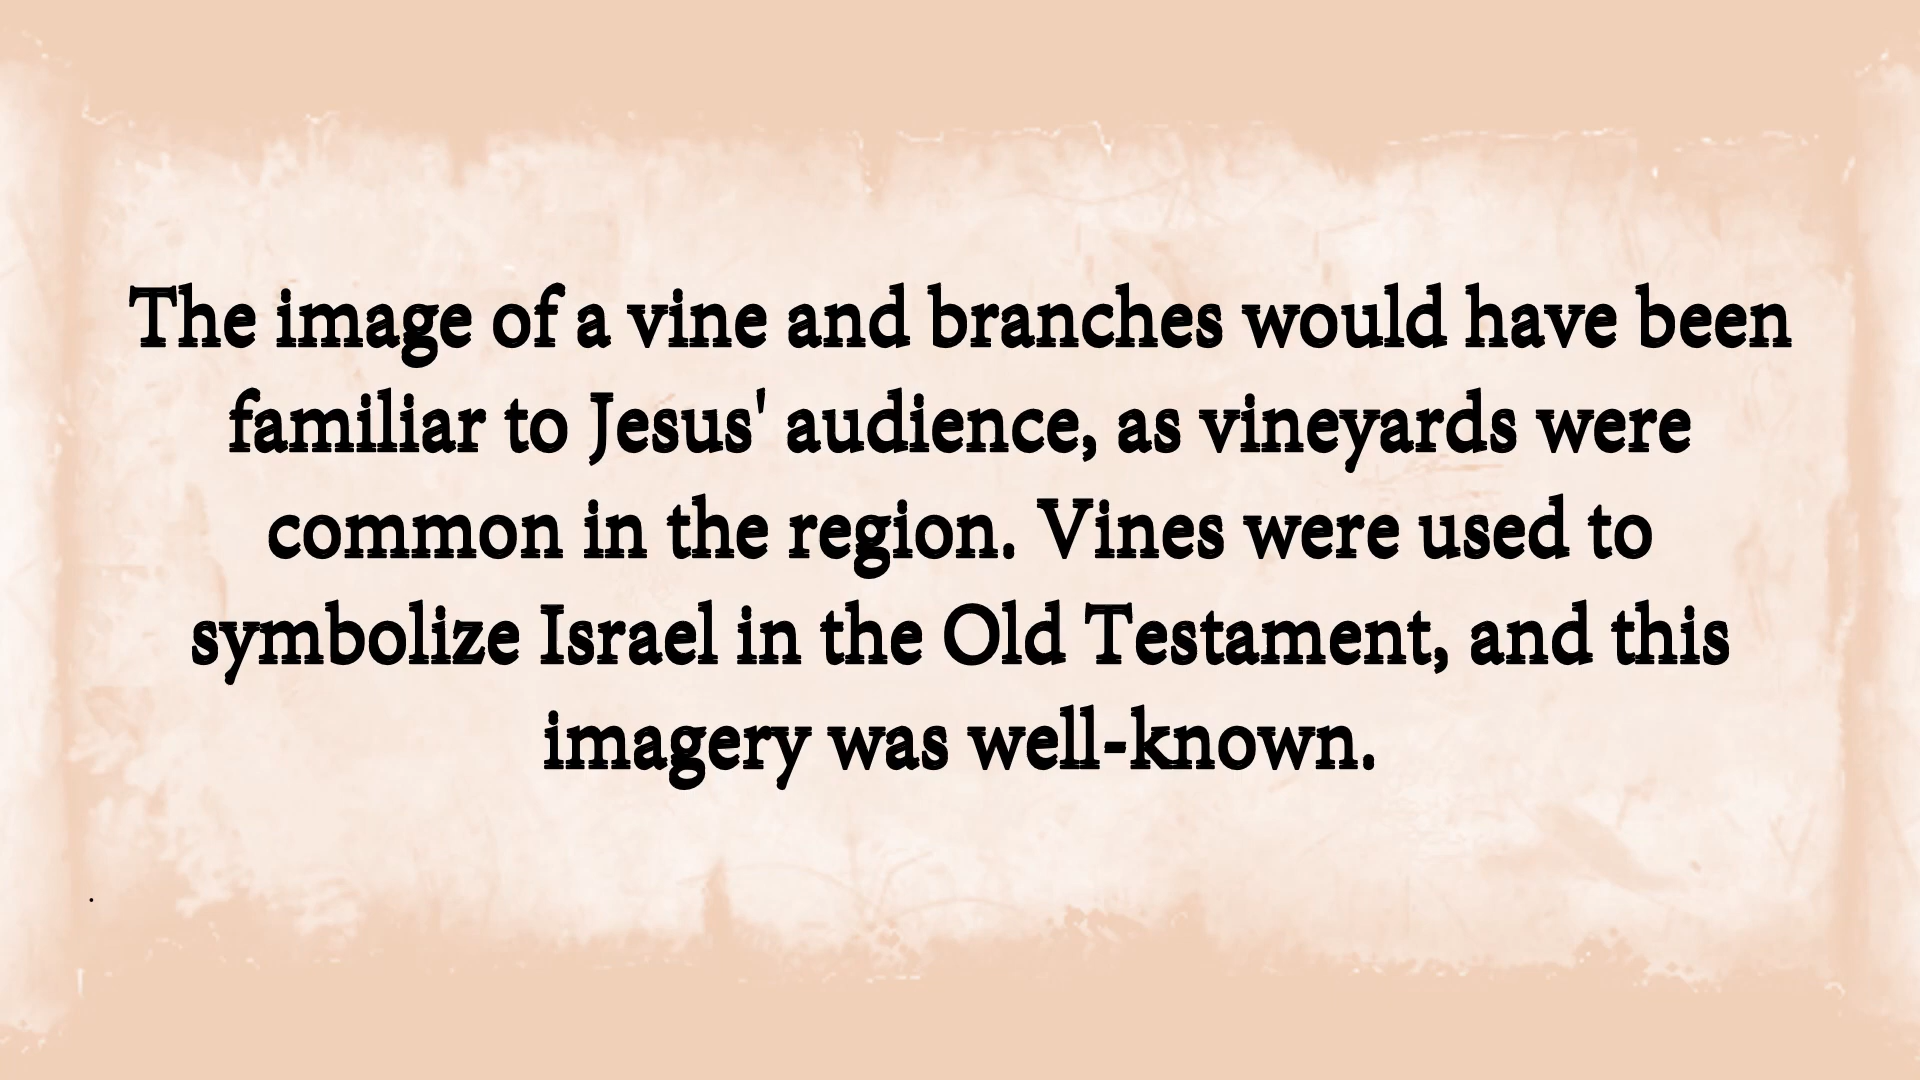 The image of a vine and branches would have been
familiar to Jesus' audience, as vineyards were
common in the region. Vines were used to
symbolize Israel in the Old Testament, and this
imagery was well-known.
.